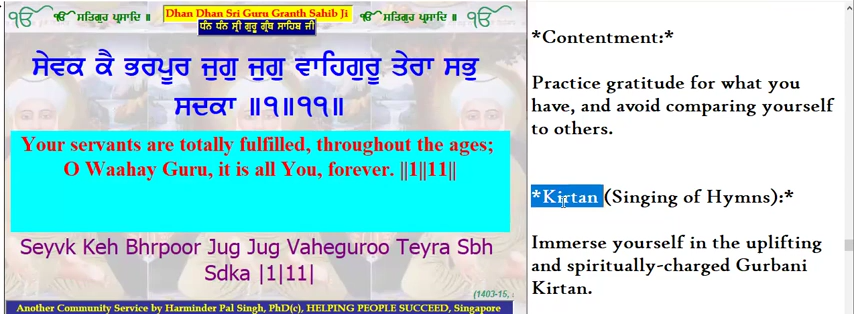 ੴ ਸਤਿਗੁਰ ਪ੍ਰਸਾਦਿ ॥ Dhan Dhan Sri Guru Granth Sahib Ji ੴ ਸਤਿਗੁਰ ਪ੍ਰਸਾਦਿ ॥ ੴ
ਧੰਨ ਧੰਨ ਸ੍ਰੀ ਗੁਰੂ ਗ੍ਰੰਥ ਸਾਹਿਬ ਜੀ
ਸੇਵਕ ਕੈ ਭਰਪੂਰ ਜੁਗੁ ਜੁਗੁ ਵਾਹਿਗੁਰੂ ਤੇਰਾ ਸਭੁ
ਸਦਕਾ ॥੧॥੧੧॥
Your servants are totally fulfilled, throughout the ages;
O Waahay Guru, it is all You, forever. ||1||11||
Seyvk Keh Bhrpoor Jug Jug Vaheguroo Teyra Sbh
Sdka |1|11|
(1403-15,
Another Community Service by Harminder Pal Singh, PhD(c), HELPING PEOPLE SUCCEED, Singapore
*Contentment:*
Practice gratitude for what you
have, and avoid comparing yourself
to others.
*Kirtan (Singing of Hymns):*
Immerse yourself in the uplifting
and spiritually-charged Gurbani
Kirtan.